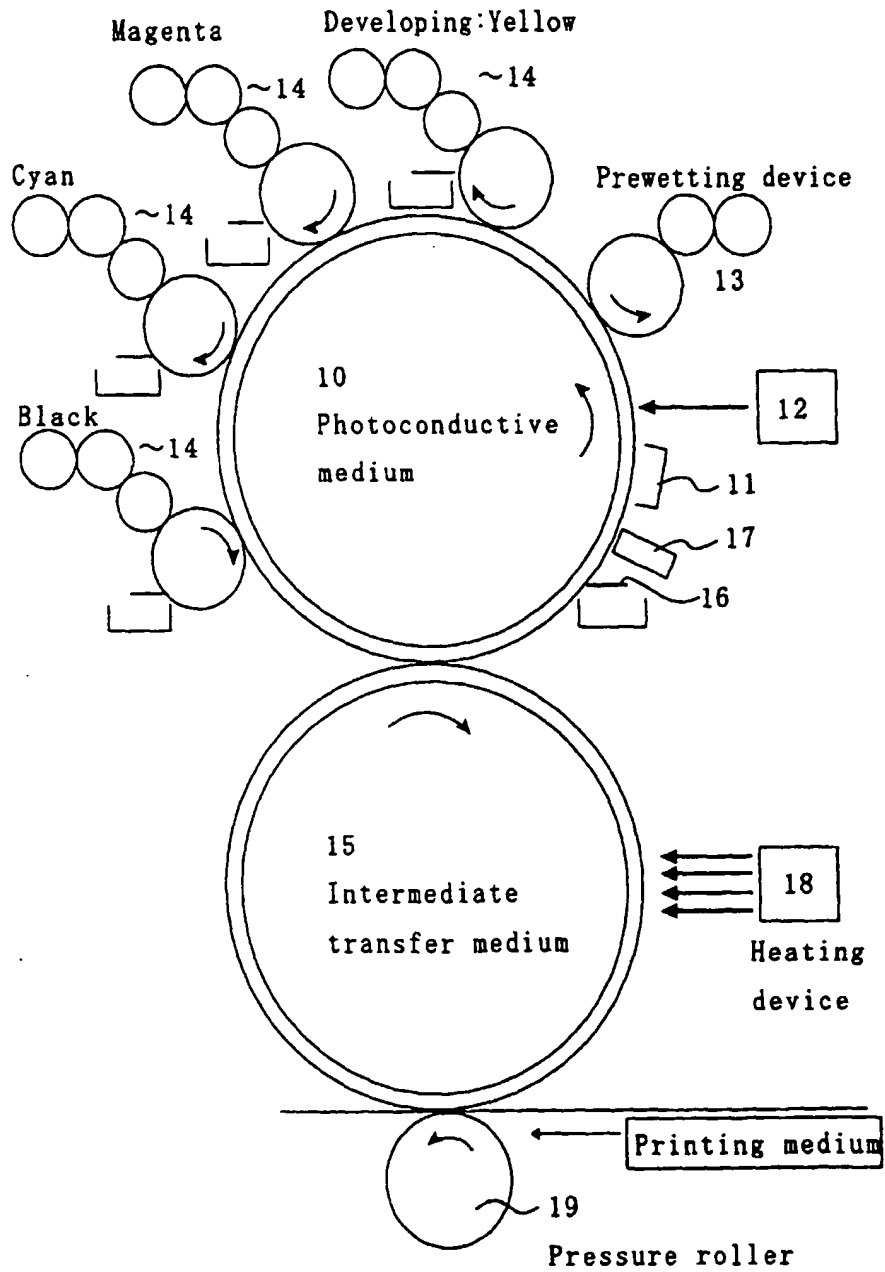 Developing:Yellow
Magenta
~14
~14
Cyan
~14
Prewetting device
13
10
Photoconductive
medium
12
Black
~14
11
17
16
15
Intermediate
transfer medium
18
Heating
device
Printing medium
19
Pressure roller